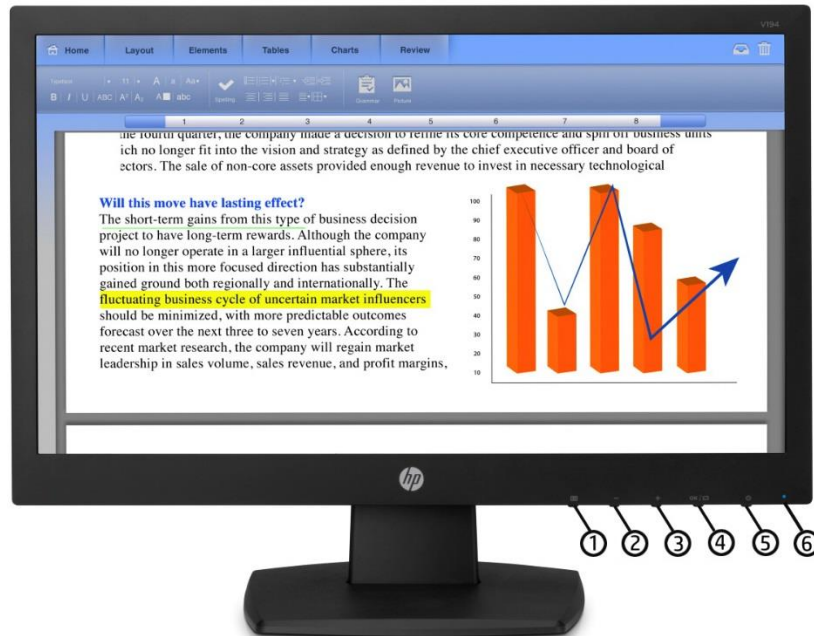 V194
Home Layout Elements Tables Charts Review
11 A A Aa
B I U ABC A² A₂ A abc Spelling Grammar Picture
1 2 3 4 5 6 7 8
the fourth quarter, the company made a decision to refine its core competence and spin off business units
ich no longer fit into the vision and strategy as defined by the chief executive officer and board of
ectors. The sale of non-core assets provided enough revenue to invest in necessary technological
Will this move have lasting effect?
The short-term gains from this type of business decision
project to have long-term rewards. Although the company
will no longer operate in a larger influential sphere, its
position in this more focused direction has substantially
gained ground both regionally and internationally. The
fluctuating business cycle of uncertain market influencers
should be minimized, with more predictable outcomes
forecast over the next three to seven years. According to
recent market research, the company will regain market
leadership in sales volume, sales revenue, and profit margins,
100
90
80
70
60
50
40
30
20
10
hp
OK
1 2 3 4 5 6